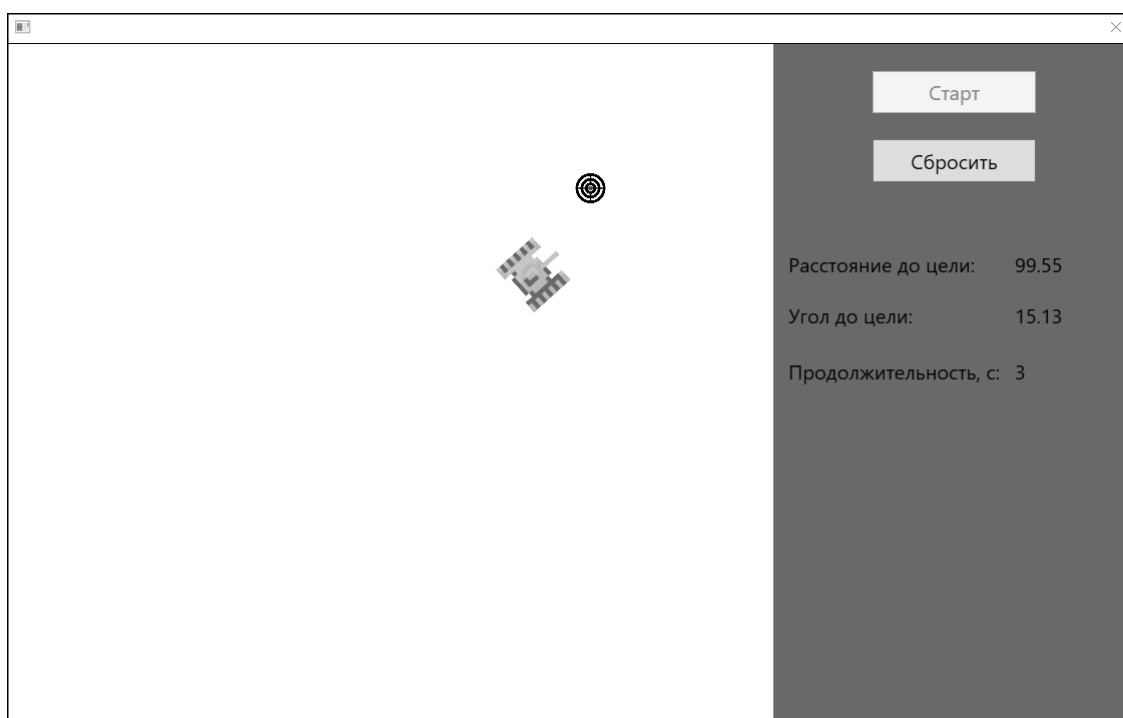 Старт
Сбросить
Расстояние до цели: 99.55
Угол до цели: 15.13
Продолжительность, с: 3